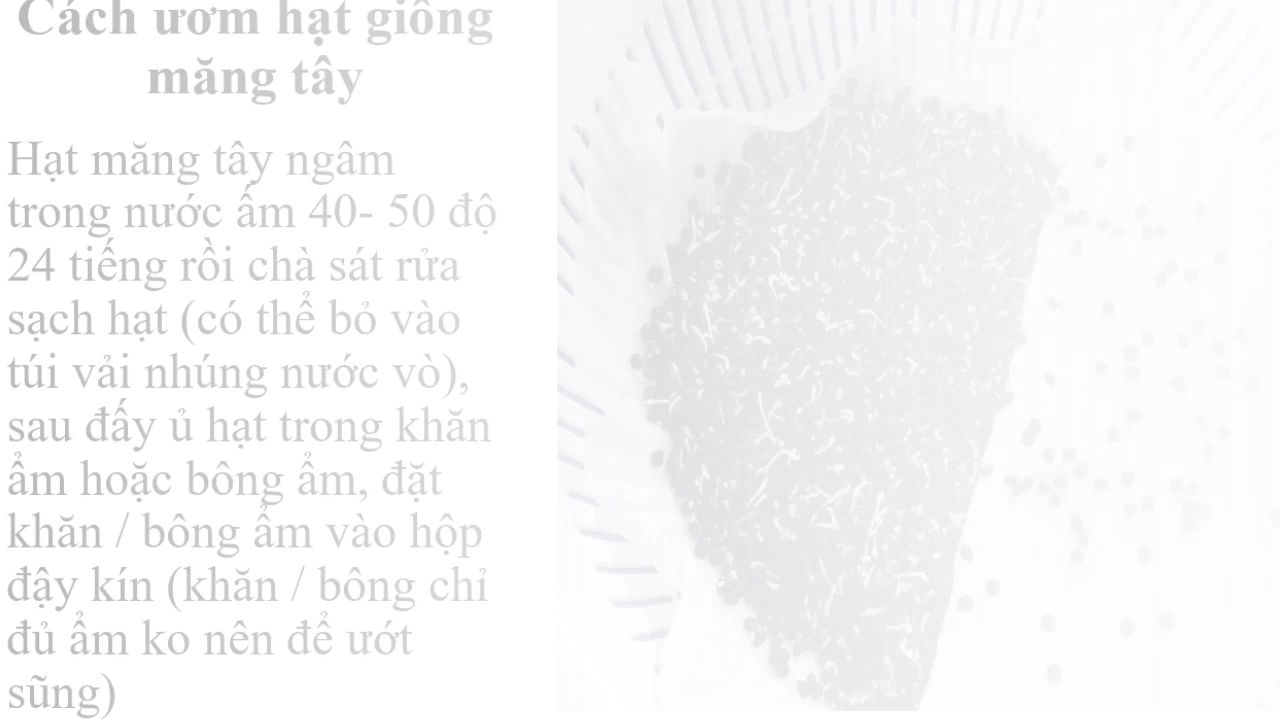 Cách ươm hạt giống
măng tây
Hạt măng tây ngâm
trong nước ấm 40- 50 độ
24 tiếng rồi chà sát rửa
sạch hạt (có thể bỏ vào
túi vải nhúng nước vò),
sau đấy ủ hạt trong khăn
ẩm hoặc bông ẩm, đặt
khăn / bông ẩm vào hộp
đậy kín (khăn / bông chỉ
đủ ẩm ko nên để ướt
sũng)